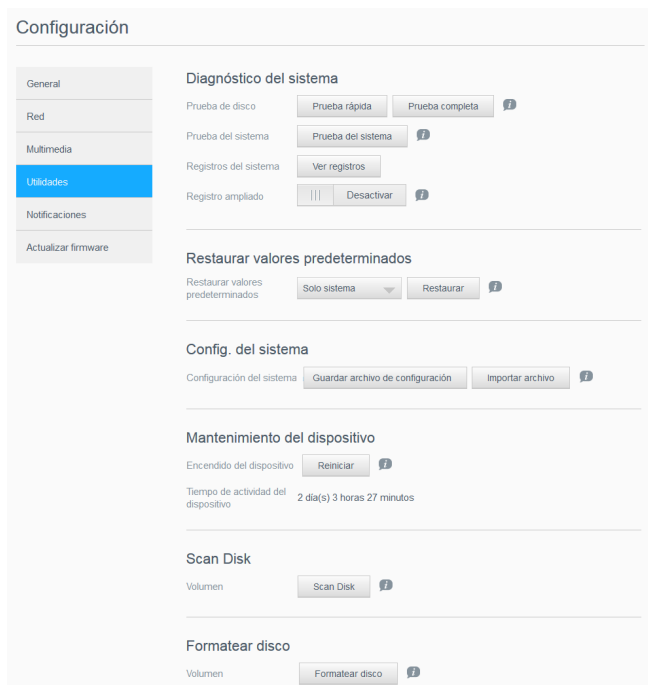 Configuración
General
Red
Multimedia
Utilidades
Notificaciones
Actualizar firmware
Diagnóstico del sistema
Prueba de disco Prueba rápida Prueba completa
Prueba del sistema Prueba del sistema
Registros del sistema Ver registros
Registro ampliado Desactivar
Restaurar valores predeterminados
Restaurar valores
predeterminados Solo sistema Restaurar
Config. del sistema
Configuración del sistema Guardar archivo de configuración Importar archivo
Mantenimiento del dispositivo
Encendido del dispositivo Reiniciar
Tiempo de actividad del
dispositivo 2 día(s) 3 horas 27 minutos
Scan Disk
Volumen Scan Disk
Formatear disco
Volumen Formatear disco